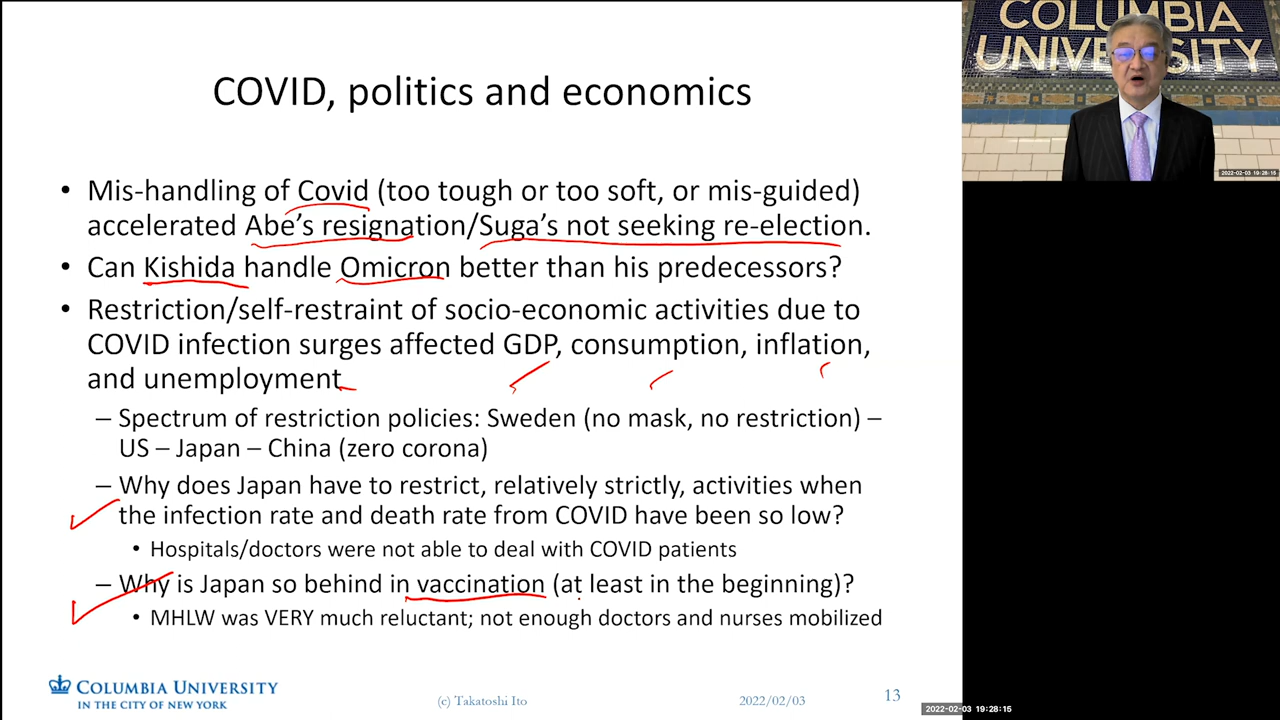 COVID, politics and economics
• Mis-handling of Covid (too tough or too soft, or mis-guided)
accelerated Abe's resignation/Suga's not seeking re-election.
• Can Kishida handle Omicron better than his predecessors?
• Restriction/self-restraint of socio-economic activities due to
COVID infection surges affected GDP, consumption, inflation,
and unemployment
– Spectrum of restriction policies: Sweden (no mask, no restriction) –
US – Japan – China (zero corona)
– Why does Japan have to restrict, relatively strictly, activities when
the infection rate and death rate from COVID have been so low?
• Hospitals/doctors were not able to deal with COVID patients
– Why is Japan so behind in vaccination (at least in the beginning)?
• MHLW was VERY much reluctant; not enough doctors and nurses mobilized
COLUMBIA UNIVERSITY
IN THE CITY OF NEW YORK
(c) Takatoshi Ito
2022/02/03
13
2022-02-03 19:28:15
COLUMBIA
UNIVERSITY
2022-02-03 19:28:15